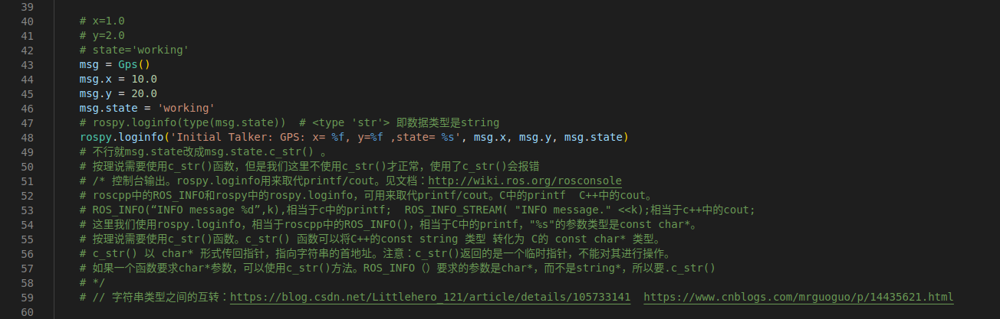 39
40 # x=1.0
41 # y=2.0
42 # state='working'
43 msg = Gps()
44 msg.x = 10.0
45 msg.y = 20.0
46 msg.state = 'working'
47 # rospy.loginfo(type(msg.state))  # <type 'str'> 即数据类型是string
48 rospy.loginfo('Initial Talker: GPS: x= %f, y=%f ,state= %s', msg.x, msg.y, msg.state)
49 # 不行就msg.state改成msg.state.c_str() 。
50 # 按理说需要使用c_str()函数，但是我们这里不使用c_str()才正常，使用了c_str()会报错
51 # /* 控制台输出。rospy.loginfo用来取代printf/cout。见文档：http://wiki.ros.org/rosconsole
52 # roscpp中的ROS_INFO和rospy中的rospy.loginfo，可用来取代printf/cout。C中的printf  C++中的cout。
53 # ROS_INFO(“INFO message %d”,k),相当于c中的printf;  ROS_INFO_STREAM( "INFO message." <<k);相当于c++中的cout;
54 # 这里我们使用rospy.loginfo，相当于roscpp中的ROS_INFO()，相当于C中的printf，"%s"的参数类型是const char*。
55 # 按理说需要使用c_str()函数。c_str() 函数可以将C++的const string 类型 转化为 C的 const char* 类型。
56 # c_str() 以 char* 形式传回指针，指向字符串的首地址。注意：c_str()返回的是一个临时指针，不能对其进行操作。
57 # 如果一个函数要求char*参数，可以使用c_str()方法。ROS_INFO（）要求的参数是char*，而不是string*，所以要.c_str()
58 # */
59 # // 字符串类型之间的互转：https://blog.csdn.net/Littlehero_121/article/details/105733141  https://www.cnblogs.com/mrguoguo/p/14435621.html
60